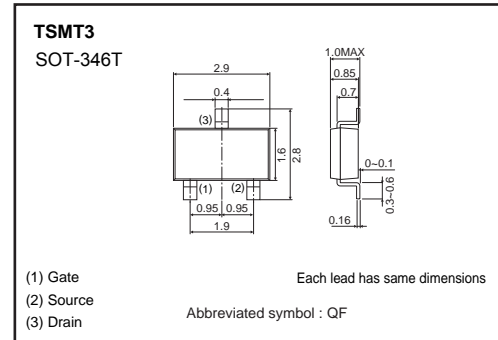 TSMT3
SOT-346T
1.0MAX
2.9
0.85
0.4
0.7
(3)
1.6
2.8
0~0.1
(1)
(2)
0.3~0.6
0.95
0.95
0.16
1.9
(1) Gate
Each lead has same dimensions
(2) Source
Abbreviated symbol : QF
(3) Drain